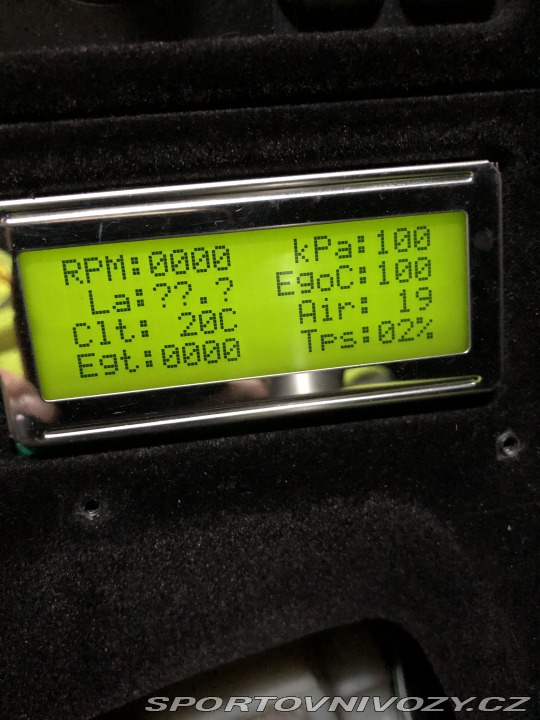 RPM:0000 kPa:100
La:??.? EgoC:100
Clt: 20C Air: 19
Egt:0000 Tps:02%
SPORTOVNIVOZY.CZ